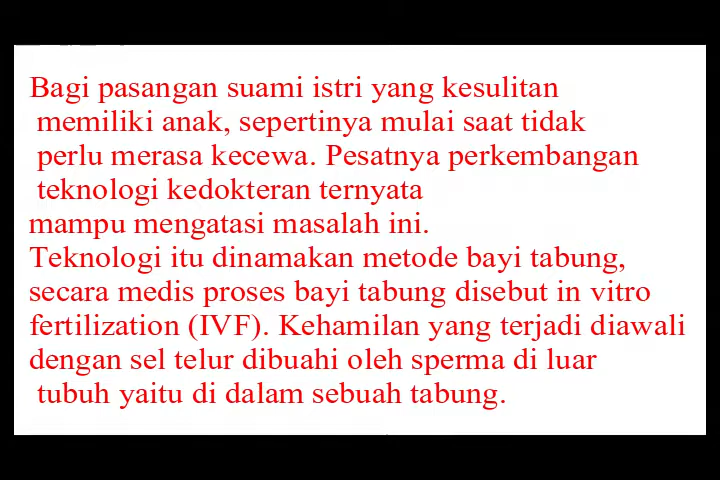 Bagi pasangan suami istri yang kesulitan
memiliki anak, sepertinya mulai saat tidak
perlu merasa kecewa. Pesatnya perkembangan
teknologi kedokteran ternyata
mampu mengatasi masalah ini.
Teknologi itu dinamakan metode bayi tabung,
secara medis proses bayi tabung disebut in vitro
fertilization (IVF). Kehamilan yang terjadi diawali
dengan sel telur dibuahi oleh sperma di luar
tubuh yaitu di dalam sebuah tabung.